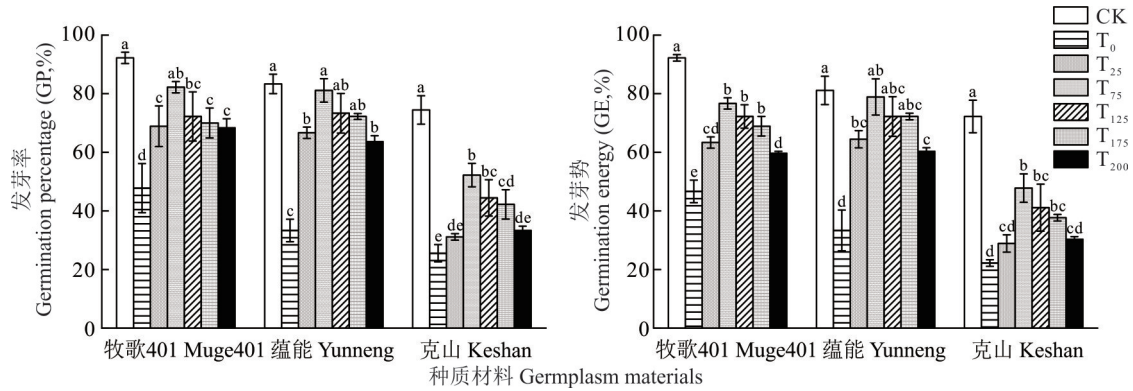 140
120
100
80
60
40
20
0
发芽率
Germination percentage (GP,%)
a
d
c
ab
bc
c
c
a
c
b
a
ab
b
b
a
e
de
b
bc
cd
de
牧歌401 Muge401 蕴能 Yunneng 克山 Keshan
140
120
100
80
60
40
20
0
发芽势
Germination energy (GE,%)
a
e
cd
b
b
b
d
a
d
bc
ab
abc
abc
c
a
d
cd
b
bc
bc
cd
牧歌401 Muge401 蕴能 Yunneng 克山 Keshan
种质材料 Germplasm materials
CK
T₀
T₂₅
T₇₅
T₁₂₅
T₁₇₅
T₂₀₀